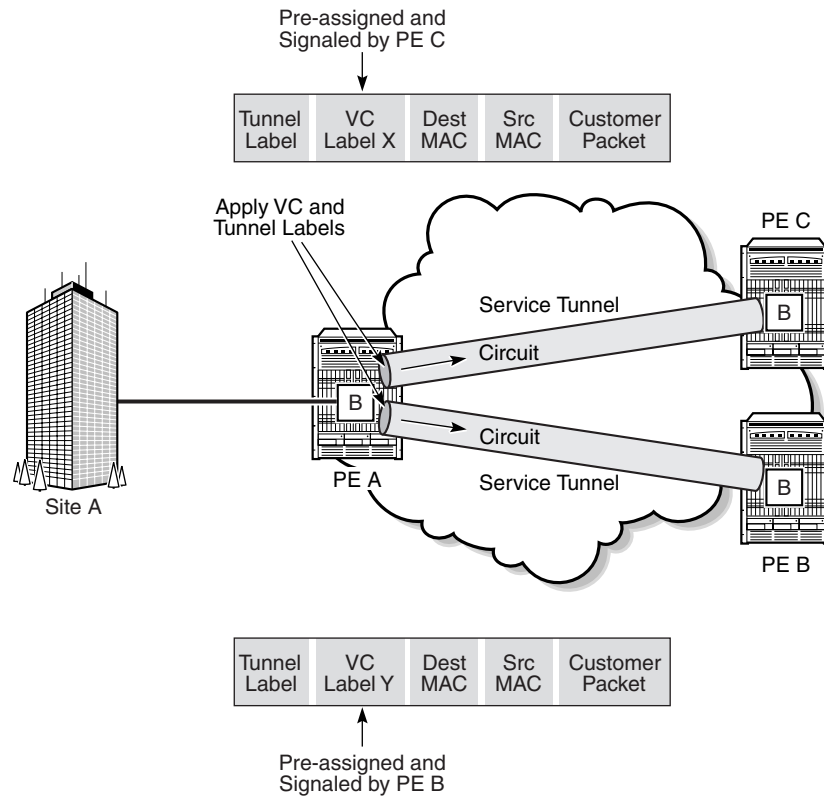 Pre-assigned and
Signaled by PE C
Tunnel Label
VC Label X
Dest MAC
Src MAC
Customer Packet
Apply VC and
Tunnel Labels
PE C
B
Service Tunnel
Circuit
B
PE A
Circuit
Service Tunnel
B
PE B
Site A
Tunnel Label
VC Label Y
Dest MAC
Src MAC
Customer Packet
Pre-assigned and
Signaled by PE B